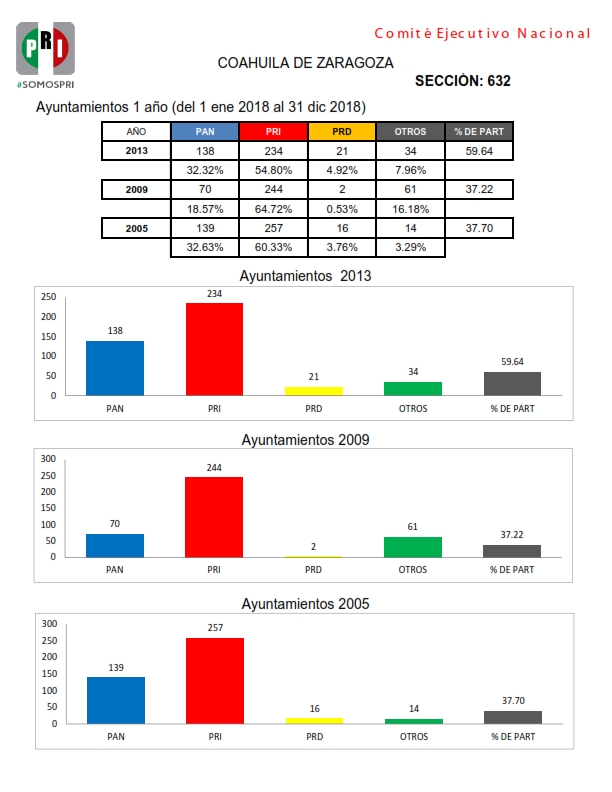 Comité Ejecutivo Nacional
PRI
#SOMOSPRI
COAHUILA DE ZARAGOZA
SECCIÓN: 632
Ayuntamientos 1 año (del 1 ene 2018 al 31 dic 2018)
AÑO PAN PRI PRD OTROS % DE PART
2013 138 234 21 34 59.64
32.32% 54.80% 4.92% 7.96%
2009 70 244 2 61 37.22
18.57% 64.72% 0.53% 16.18%
2005 139 257 16 14 37.70
32.63% 60.33% 3.76% 3.29%
Ayuntamientos 2013
250
200
150
100
50
0
138 234 21 34 59.64
PAN PRI PRD OTROS % DE PART
Ayuntamientos 2009
300
250
200
150
100
50
0
70 244 2 61 37.22
PAN PRI PRD OTROS % DE PART
Ayuntamientos 2005
300
250
200
150
100
50
0
139 257 16 14 37.70
PAN PRI PRD OTROS % DE PART